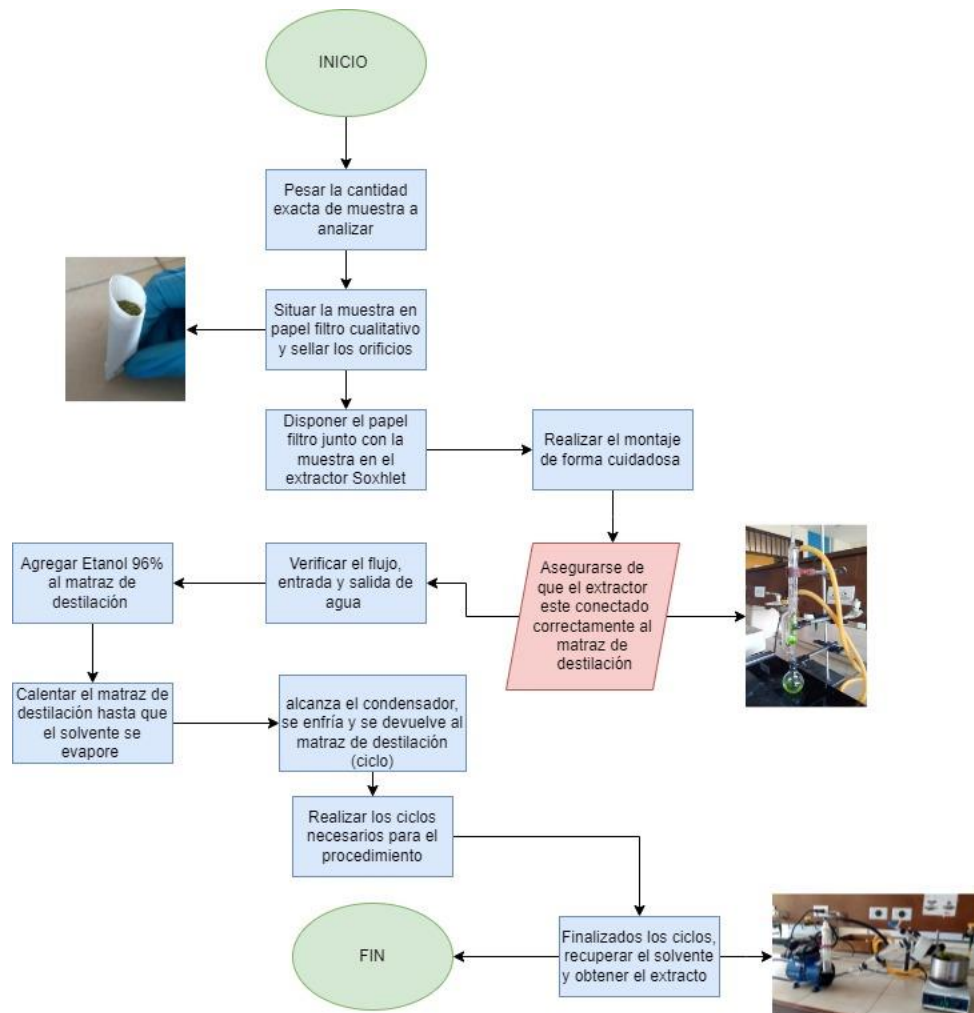 INICIO
Pesar la cantidad
exacta de muestra a
analizar
Situar la muestra en
papel filtro cualitativo
y sellar los orificios
Disponer el papel
filtro junto con la
muestra en el
extractor Soxhlet
Realizar el montaje
de forma cuidadosa
Asegurarse de
que el extractor
este conectado
correctamente al
matraz de
destilación
Verificar el flujo,
entrada y salida de
agua
Agregar Etanol 96%
al matraz de
destilación
Calentar el matraz de
destilación hasta que
el solvente se
evapore
alcanza el condensador,
se enfría y se devuelve al
matraz de destilación
(ciclo)
Realizar los ciclos
necesarios para el
procedimiento
Finalizados los ciclos,
recuperar el solvente
y obtener el extracto
FIN